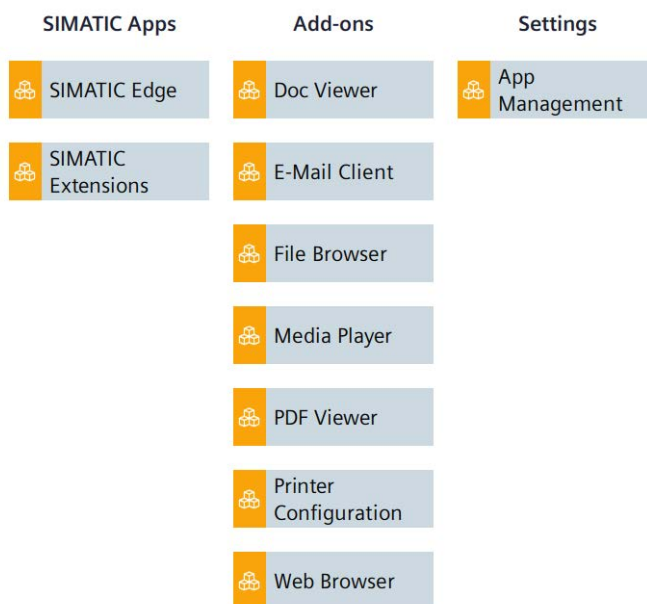 SIMATIC Apps
SIMATIC Edge
SIMATIC
Extensions
Add-ons
Doc Viewer
E-Mail Client
File Browser
Media Player
PDF Viewer
Printer
Configuration
Web Browser
Settings
App
Management